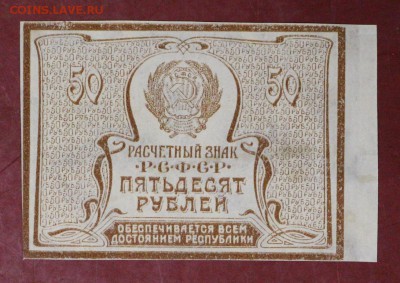 COINS.LAVE.RU
50 50
РАСЧЕТНЫЙ ЗНАК
Р·С·Ф·С·Р
ПЯТЬДЕСЯТ
РУБЛЕЙ
ОБЕСПЕЧИВАЕТСЯ ВСЕМ
ДОСТОЯНИЕМ РЕСПУБЛИКИ